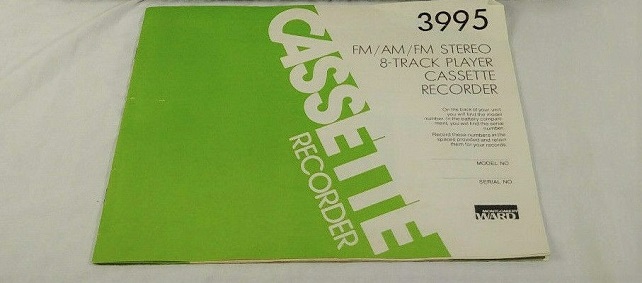 CASSETTE
RECORDER
3995
FM/AM/FM STEREO
8-TRACK PLAYER
CASSETTE
RECORDER
On the back of your unit,
you will find the model
number. In the battery compart-
ment, you will find the serial
number.
Record these numbers in the
spaces provided and retain
them for your records.
MODEL NO
SERIAL NO
MONTGOMERY
WARD